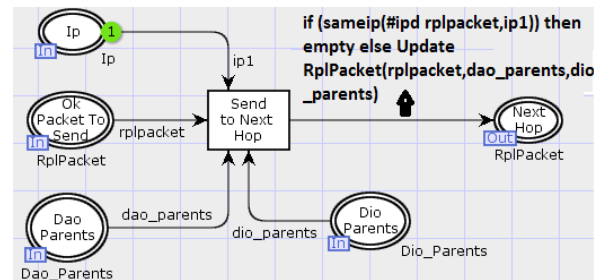 if (sameip(#ipd rplpacket,ip1)) then
empty else Update
RplPacket(rplpacket,dao_parents,dio
_parents)
Ip
1
In
Ip
ip1
Ok
Packet To
Send
In
RplPacket
rplpacket
Send
to Next
Hop
Next
Hop
Out
RplPacket
Dao
Parents
In
Dao_Parents
dao_parents
dio_parents
Dio
Parents
In
Dio_Parents